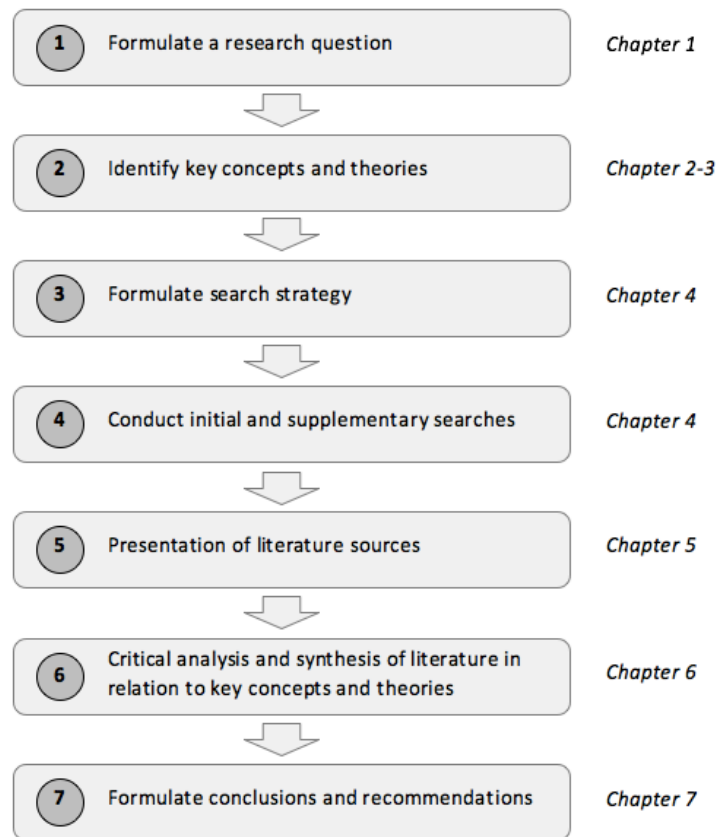 1 Formulate a research question Chapter 1
2 Identify key concepts and theories Chapter 2-3
3 Formulate search strategy Chapter 4
4 Conduct initial and supplementary searches Chapter 4
5 Presentation of literature sources Chapter 5
6 Critical analysis and synthesis of literature in
relation to key concepts and theories Chapter 6
7 Formulate conclusions and recommendations Chapter 7